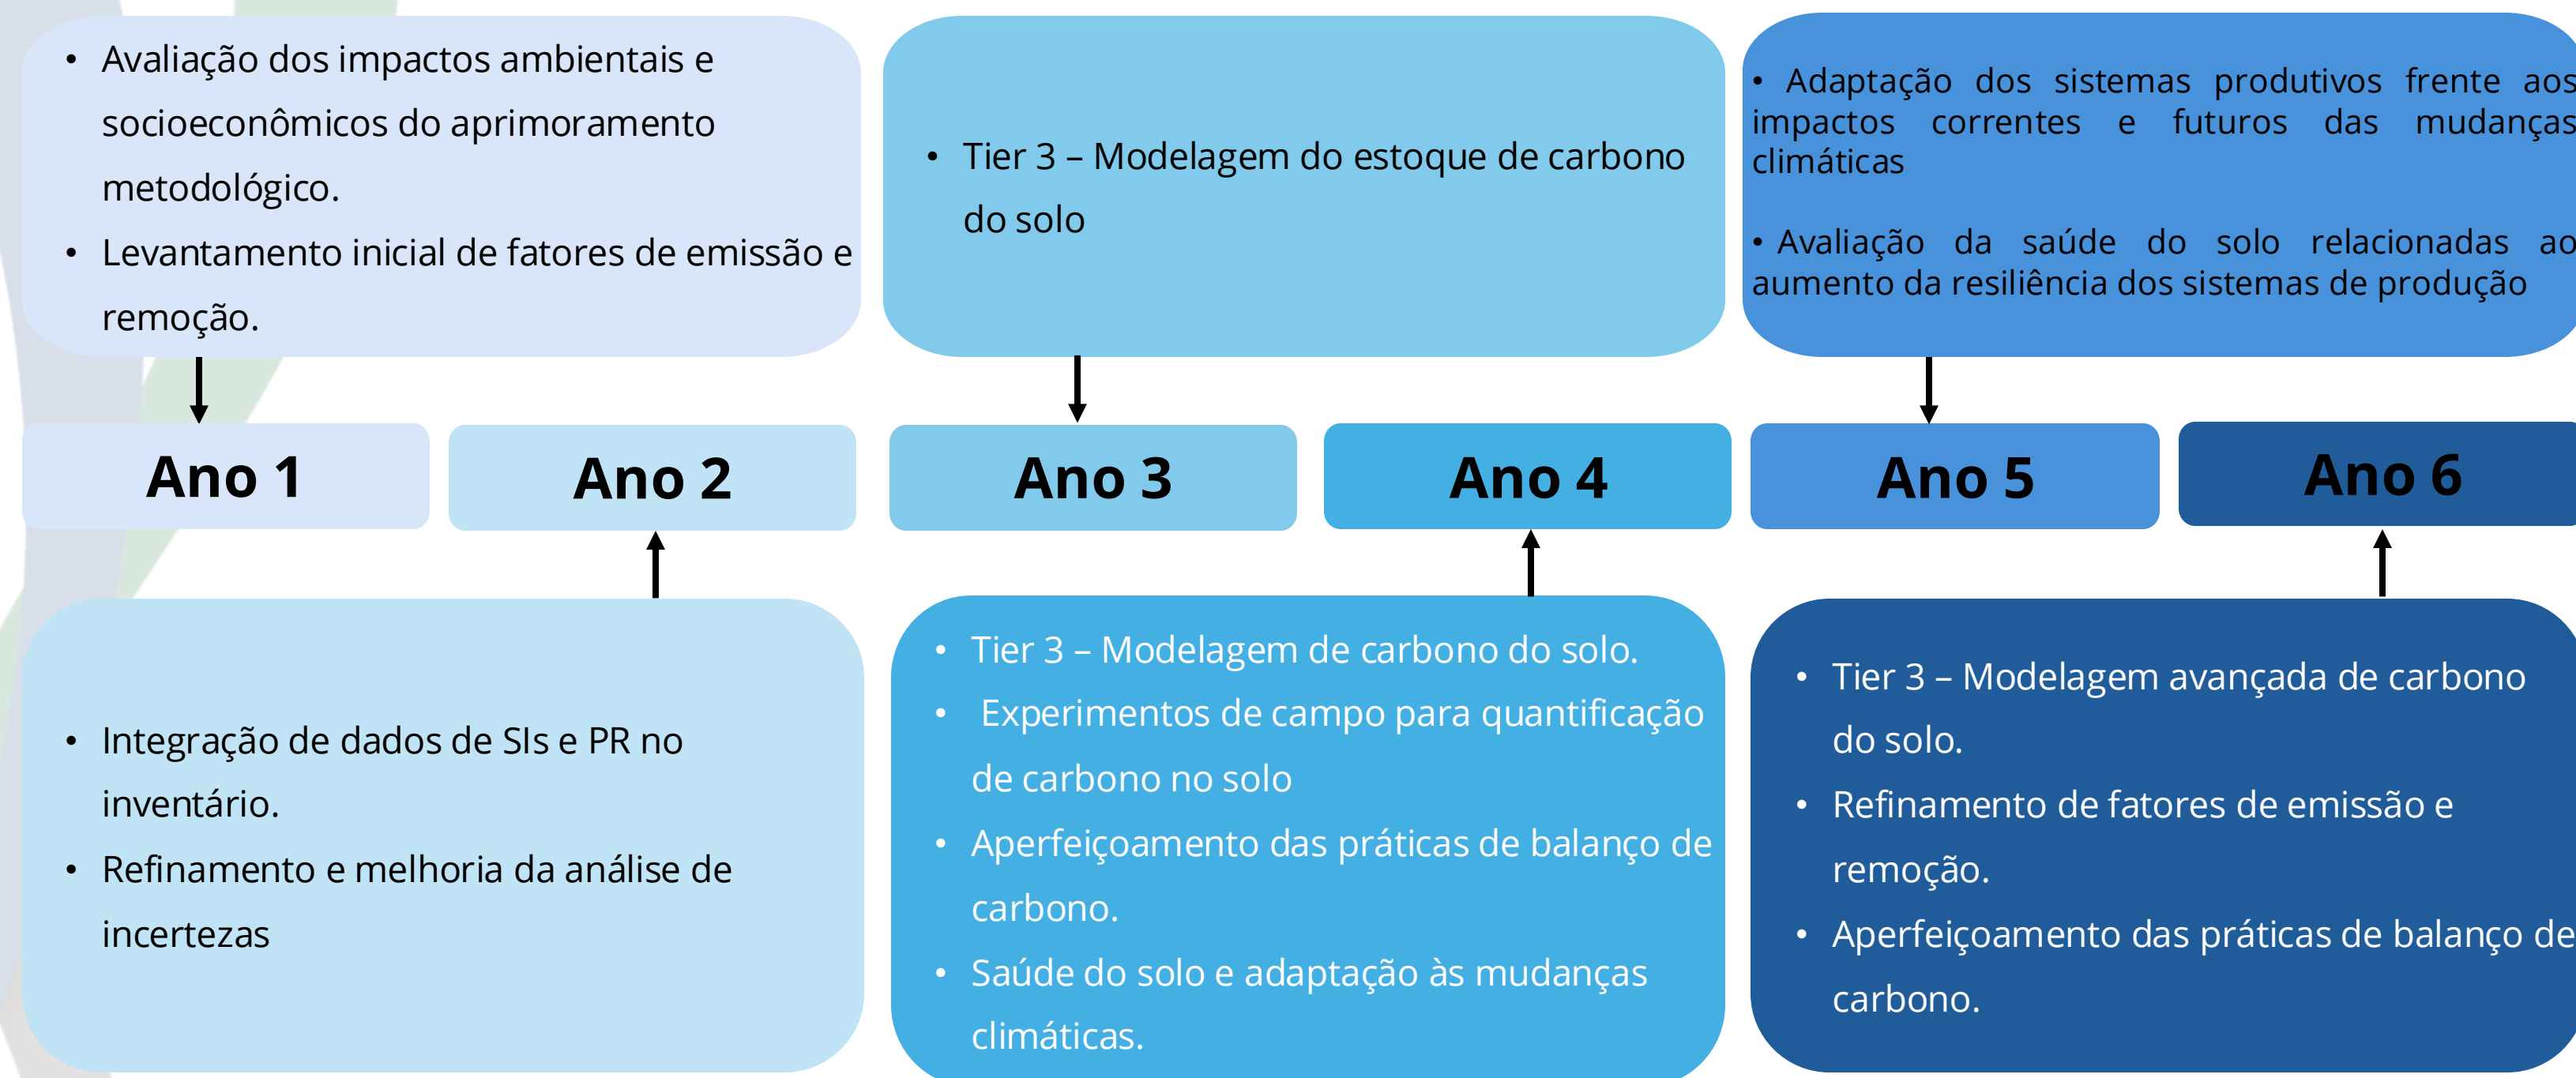 • Avaliação dos impactos ambientais e
socioeconômicos do aprimoramento
metodológico.
• Levantamento inicial de fatores de emissão e
remoção.
• Tier 3 – Modelagem do estoque de carbono
do solo
• Adaptação dos sistemas produtivos frente aos
impactos correntes e futuros das mudanças
climáticas
• Avaliação da saúde do solo relacionadas ao
aumento da resiliência dos sistemas de produção
Ano 1
Ano 2
Ano 3
Ano 4
Ano 5
Ano 6
• Integração de dados de SIs e PR no
inventário.
• Refinamento e melhoria da análise de
incertezas
• Tier 3 – Modelagem de carbono do solo.
• Experimentos de campo para quantificação
de carbono no solo
• Aperfeiçoamento das práticas de balanço de
carbono.
• Saúde do solo e adaptação às mudanças
climáticas.
• Tier 3 – Modelagem avançada de carbono
do solo.
• Refinamento de fatores de emissão e
remoção.
• Aperfeiçoamento das práticas de balanço de
carbono.